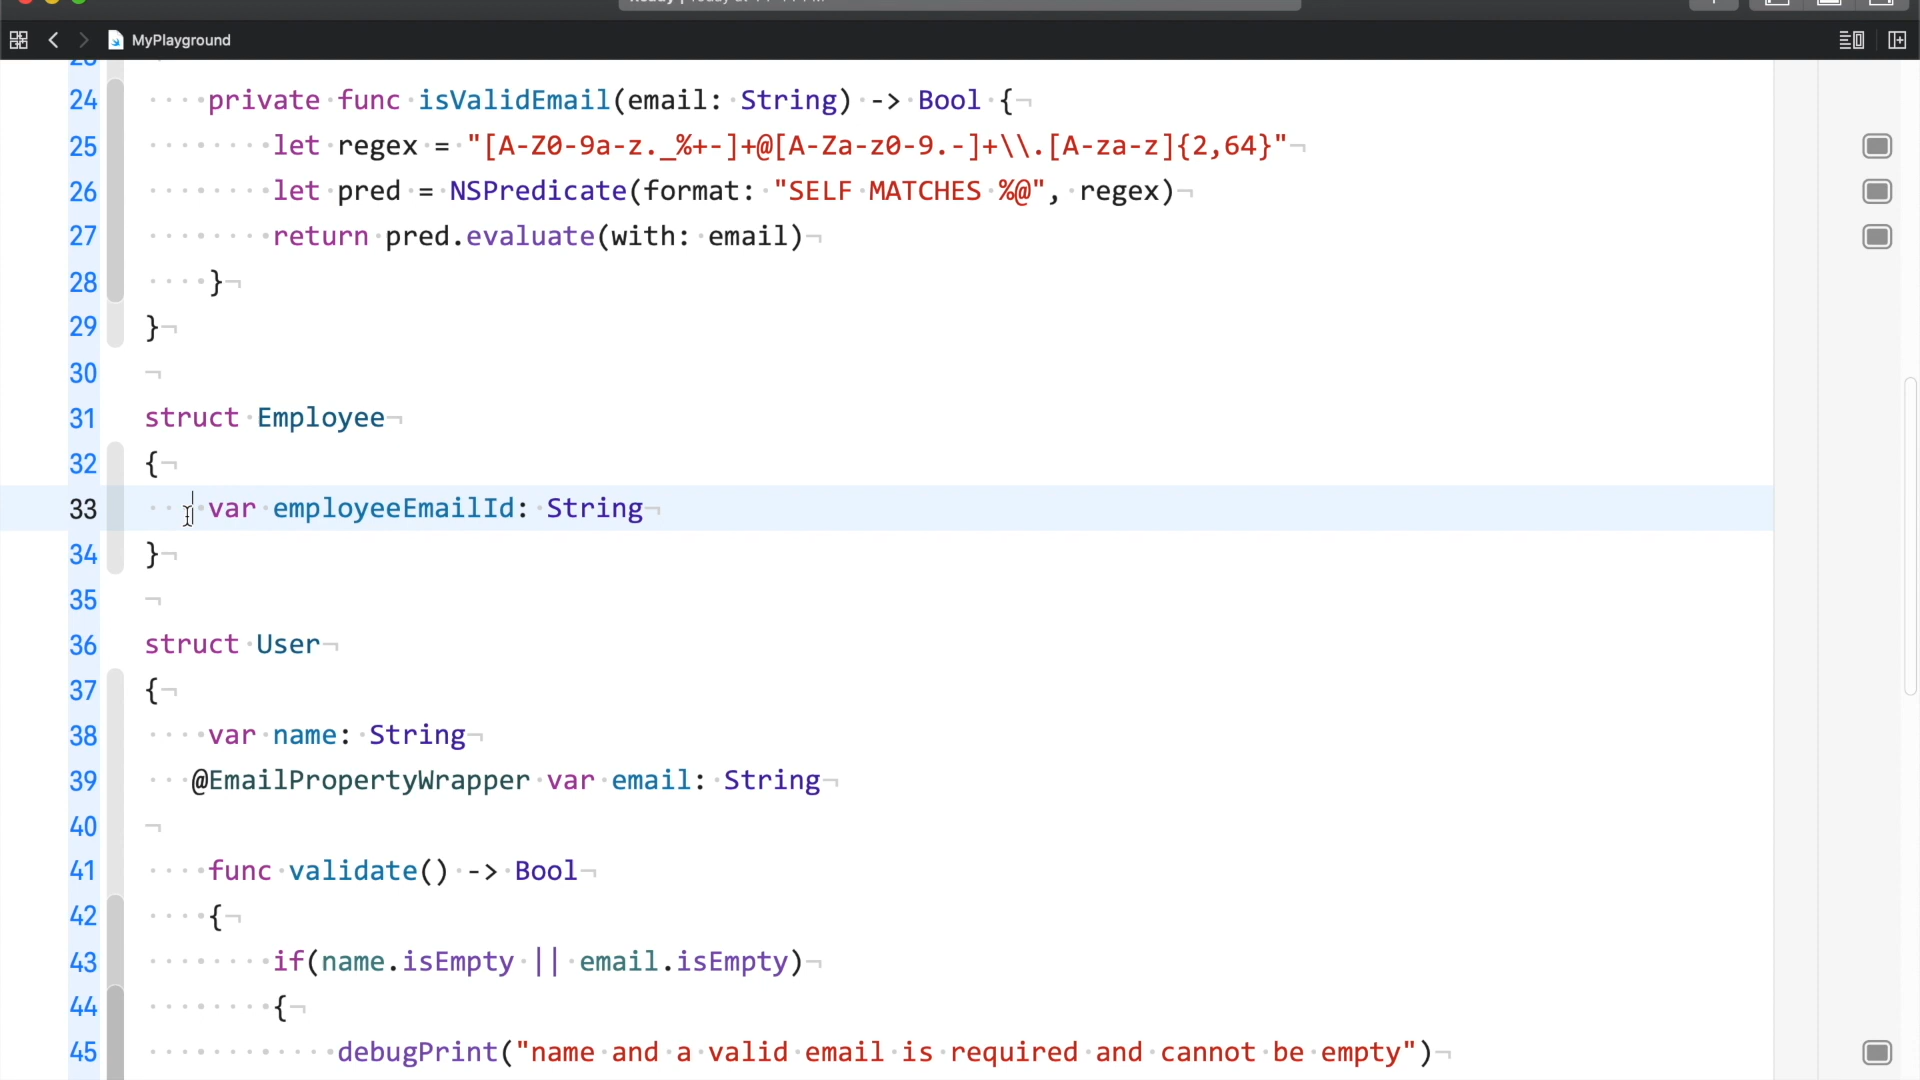 MyPlayground
24 private func isValidEmail(email: String) -> Bool {
25 let regex = "[A-Z0-9a-z._%+-]+@[A-Za-z0-9.-]+\\.[A-Za-z]{2,64}"
26 let pred = NSPredicate(format: "SELF MATCHES %@", regex)
27 return pred.evaluate(with: email)
28 }
29 }
30
31 struct Employee
32 {
33 var employeeEmailId: String
34 }
35
36 struct User
37 {
38 var name: String
39 @EmailPropertyWrapper var email: String
40
41 func validate() -> Bool
42 {
43 if(name.isEmpty || email.isEmpty)
44 {
45 debugPrint("name and a valid email is required and cannot be empty")